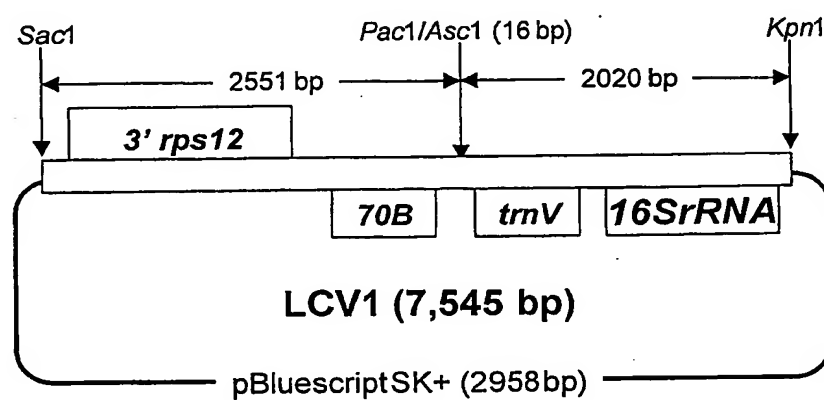 Sac1 Pac1/Asc1 (16 bp) Kpn1
2551 bp 2020 bp
3' rps12
70B trnV 16SrRNA
LCV1 (7,545 bp)
pBluescriptSK+ (2958bp)